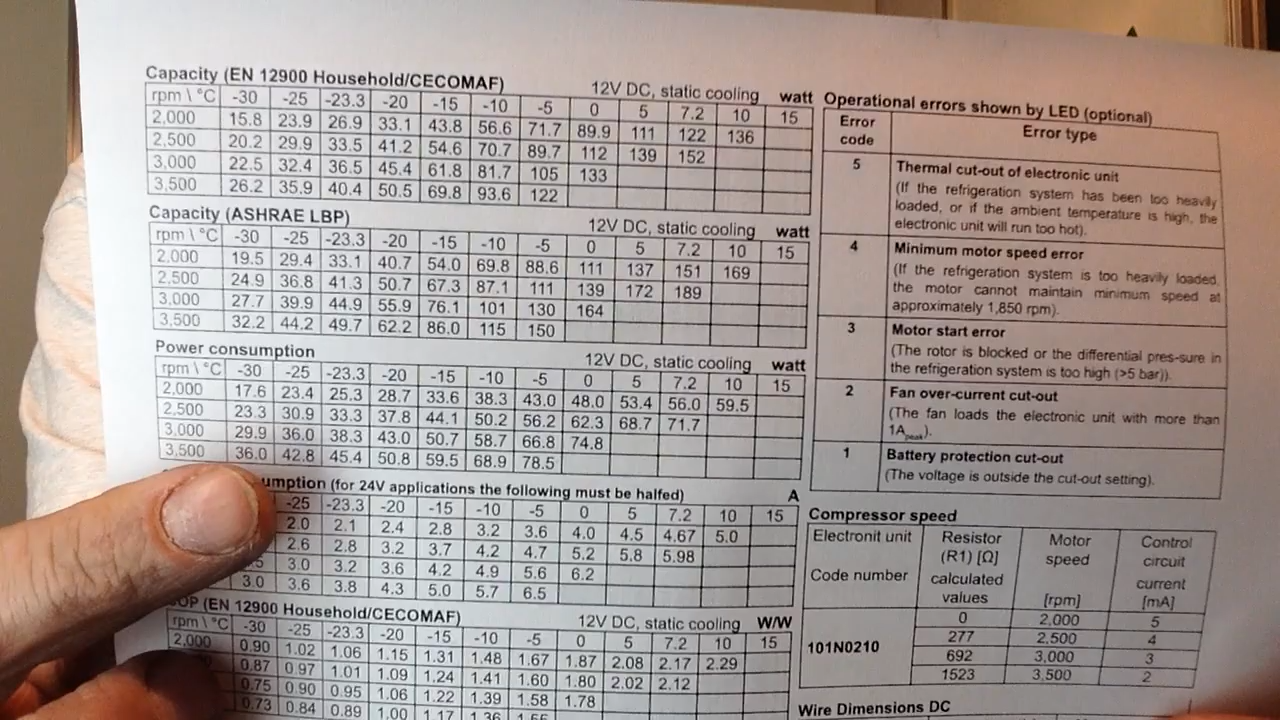 Capacity (EN 12900 Household/CECOMAF) 12V DC, static cooling watt
rpm \ °C -30 -25 -23.3 -20 -15 -10 -5 0 5 7.2 10 15
2,000 15.8 23.9 26.9 33.1 43.8 56.6 71.7 89.9 111 122 136
2,500 20.2 29.9 33.5 41.2 54.6 70.7 89.7 112 139 152
3,000 22.5 32.4 36.5 45.4 61.8 81.7 105 133
3,500 26.2 35.9 40.4 50.5 69.8 93.6 122
Capacity (ASHRAE LBP) 12V DC, static cooling watt
rpm \ °C -30 -25 -23.3 -20 -15 -10 -5 0 5 7.2 10 15
2,000 19.5 29.4 33.1 40.7 54.0 69.8 88.6 111 137 151 169
2,500 24.9 36.8 41.3 50.7 67.3 87.1 111 139 172 189
3,000 27.7 39.9 44.9 55.9 76.1 101 130 164
3,500 32.2 44.2 49.7 62.2 86.0 115 150
Power consumption 12V DC, static cooling watt
rpm \ °C -30 -25 -23.3 -20 -15 -10 -5 0 5 7.2 10 15
2,000 17.6 23.4 25.3 28.7 33.6 38.3 43.0 48.0 53.4 56.0 59.5
2,500 23.3 30.9 33.3 37.8 44.1 50.2 56.2 62.3 68.7 71.7
3,000 29.9 36.0 38.3 43.0 50.7 58.7 66.8 74.8
3,500 36.0 42.8 45.4 50.8 59.5 68.9 78.5
umption (for 24V applications the following must be halfed) A
-25 -23.3 -20 -15 -10 -5 0 5 7.2 10 15
2.0 2.1 2.4 2.8 3.2 3.6 4.0 4.5 4.67 5.0
2.6 2.8 3.2 3.7 4.2 4.7 5.2 5.8 5.98
3.0 3.2 3.6 4.2 4.9 5.6 6.2
3.0 3.6 3.8 4.3 5.0 5.7 6.5
COP (EN 12900 Household/CECOMAF) 12V DC, static cooling W/W
rpm \ °C -30 -25 -23.3 -20 -15 -10 -5 0 5 7.2 10 15
2,000 0.90 1.02 1.06 1.15 1.31 1.48 1.67 1.87 2.08 2.17 2.29
0.87 0.97 1.01 1.09 1.24 1.41 1.60 1.80 2.02 2.12
0.75 0.90 0.95 1.06 1.22 1.39 1.58 1.78
0.73 0.84 0.89 1.00 1.17 1.36
Operational errors shown by LED (optional)
Error code Error type
5 Thermal cut-out of electronic unit
(If the refrigeration system has been too heavily
loaded, or if the ambient temperature is high, the
electronic unit will run too hot).
4 Minimum motor speed error
(If the refrigeration system is too heavily loaded,
the motor cannot maintain minimum speed at
approximately 1,850 rpm).
3 Motor start error
(The rotor is blocked or the differential pres-sure in
the refrigeration system is too high (>5 bar)).
2 Fan over-current cut-out
(The fan loads the electronic unit with more than
1Apeak).
1 Battery protection cut-out
(The voltage is outside the cut-out setting).
Compressor speed
Electronit unit Resistor Motor Control
(R1) [Ω] speed circuit
Code number calculated current
values [rpm] [mA]
0 2,000 5
101N0210 277 2,500 4
692 3,000 3
1523 3,500 2
Wire Dimensions DC